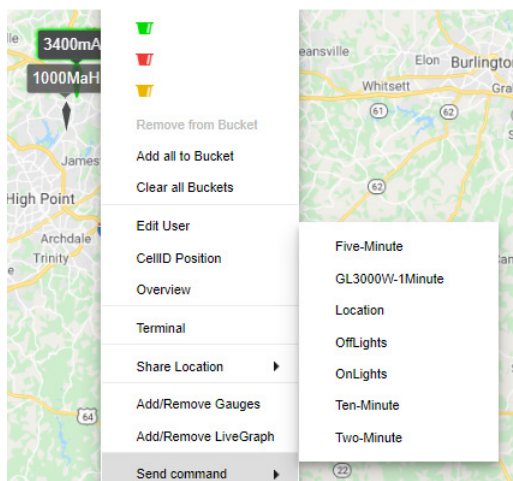 3400mA
1000MaH
James
High Point
Archdale
Trinity
64
Remove from Bucket
Add all to Bucket
Clear all Buckets
Edit User
CellID Position
Overview
Terminal
Share Location
Add/Remove Gauges
Add/Remove LiveGraph
Send command
eansville
Elon
Burlingto
Whitsett
Gra
61
62
Five-Minute
GL3000W-1Minute
Location
OffLights
OnLights
Ten-Minute
Two-Minute
22